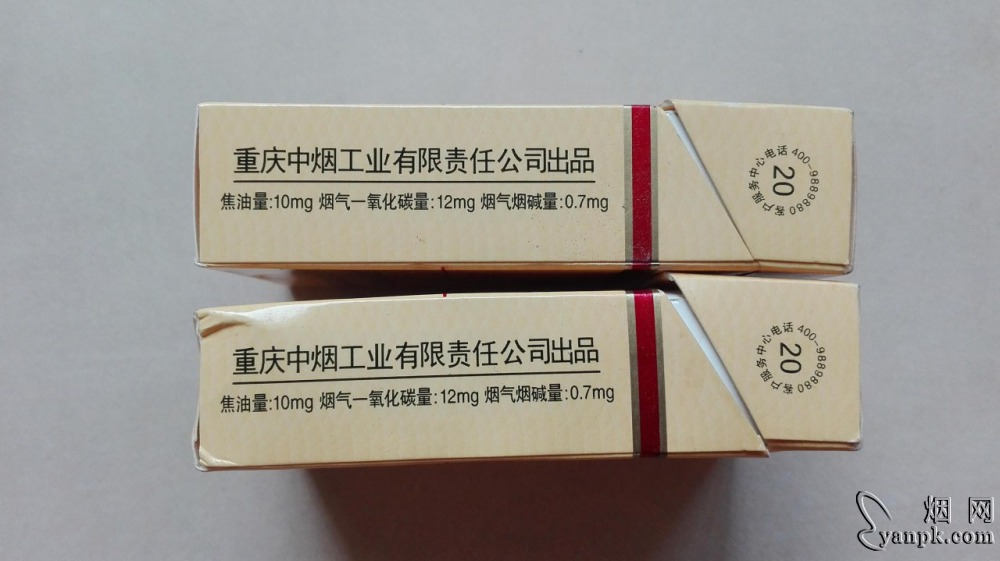 重庆中烟工业有限责任公司出品
焦油量:10mg 烟气一氧化碳量:12mg 烟气烟碱量:0.7mg
客户服务中心电话 400-9889880
20
重庆中烟工业有限责任公司出品
焦油量:10mg 烟气一氧化碳量:12mg 烟气烟碱量:0.7mg
客户服务中心电话 400-9889880
20
烟网
yanpk.com